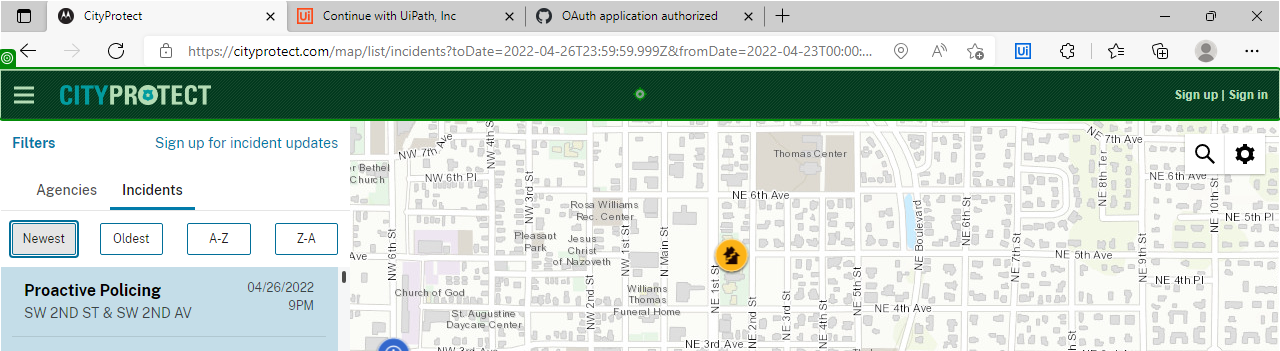 CityProtect
Continue with UiPath, Inc
OAuth application authorized
https://cityprotect.com/map/list/incidents?toDate=2022-04-26T23:59:59.999Z&fromDate=2022-04-23T00:00:...
CITYPROTECT
Sign up | Sign in
Filters
Sign up for incident updates
Agencies
Incidents
Newest
Oldest
A-Z
Z-A
Proactive Policing
04/26/2022
SW 2ND ST & SW 2ND AV
9PM
or Bethel
Church
NW 7th Ave
NW 6th Pl
NW 4th S
NW 3rd St
NW 6th St
Rosa Williams
Rec. Center
Pleasant
Park
Jesus
Christ
of Nazoveth
NW 1st St
N Main St
Church of God
NW 2nd St
Williams
Thomas
Funeral Home
St. Augustine
Daycare Center
NW 3rd Ave
NE 3rd Ave
Thomas Center
NE 6th Ave
NE 1st St
NE 2nd St
NE 3rd St
NE 4th St
NE 5th St
NE Boulevard
NE 6th St
NE 7th St
NE 5th Ave
NE 4th Ave
NE 7th Ave
NE 8th Ter
NE 6th Pl
NE 10th St
NE 5th Pl
NE 9th St
NE 4th Pl